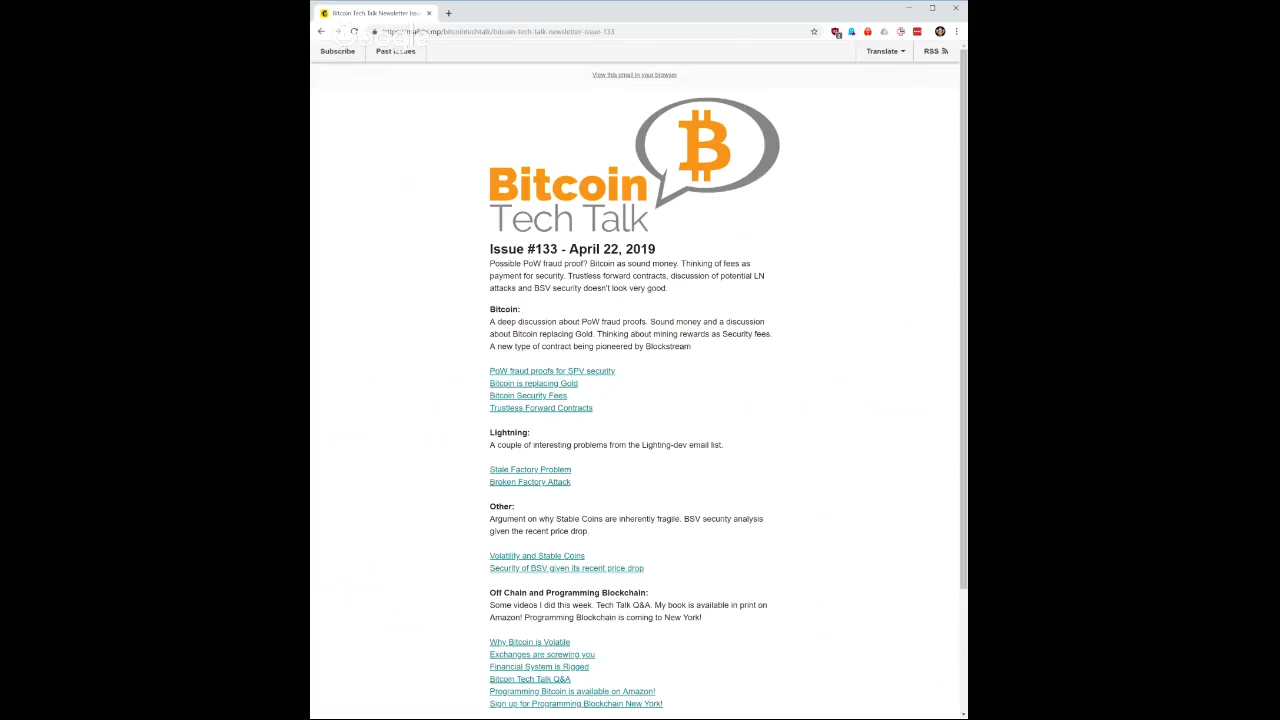 Bitcoin Tech Talk Newsletter Issu
bitcointechtalk/bitcoin-tech-talk-newsletter-issue-133
Subscribe
Past Issues
Translate
RSS
View this email in your browser
Bitcoin
Tech Talk
Issue #133 - April 22, 2019
Possible PoW fraud proof? Bitcoin as sound money. Thinking of fees as
payment for security. Trustless forward contracts, discussion of potential LN
attacks and BSV security doesn't look very good.
Bitcoin:
A deep discussion about PoW fraud proofs. Sound money and a discussion
about Bitcoin replacing Gold. Thinking about mining rewards as Security fees.
A new type of contract being pioneered by Blockstream
PoW fraud proofs for SPV security
Bitcoin is replacing Gold
Bitcoin Security Fees
Trustless Forward Contracts
Lightning:
A couple of interesting problems from the Lighting-dev email list.
Stale Factory Problem
Broken Factory Attack
Other:
Argument on why Stable Coins are inherently fragile. BSV security analysis
given the recent price drop.
Volatility and Stable Coins
Security of BSV given its recent price drop
Off Chain and Programming Blockchain:
Some videos I did this week. Tech Talk Q&A. My book is available in print on
Amazon! Programming Blockchain is coming to New York!
Why Bitcoin is Volatile
Exchanges are screwing you
Financial System is Rigged
Bitcoin Tech Talk Q&A
Programming Bitcoin is available on Amazon!
Sign up for Programming Blockchain New York!